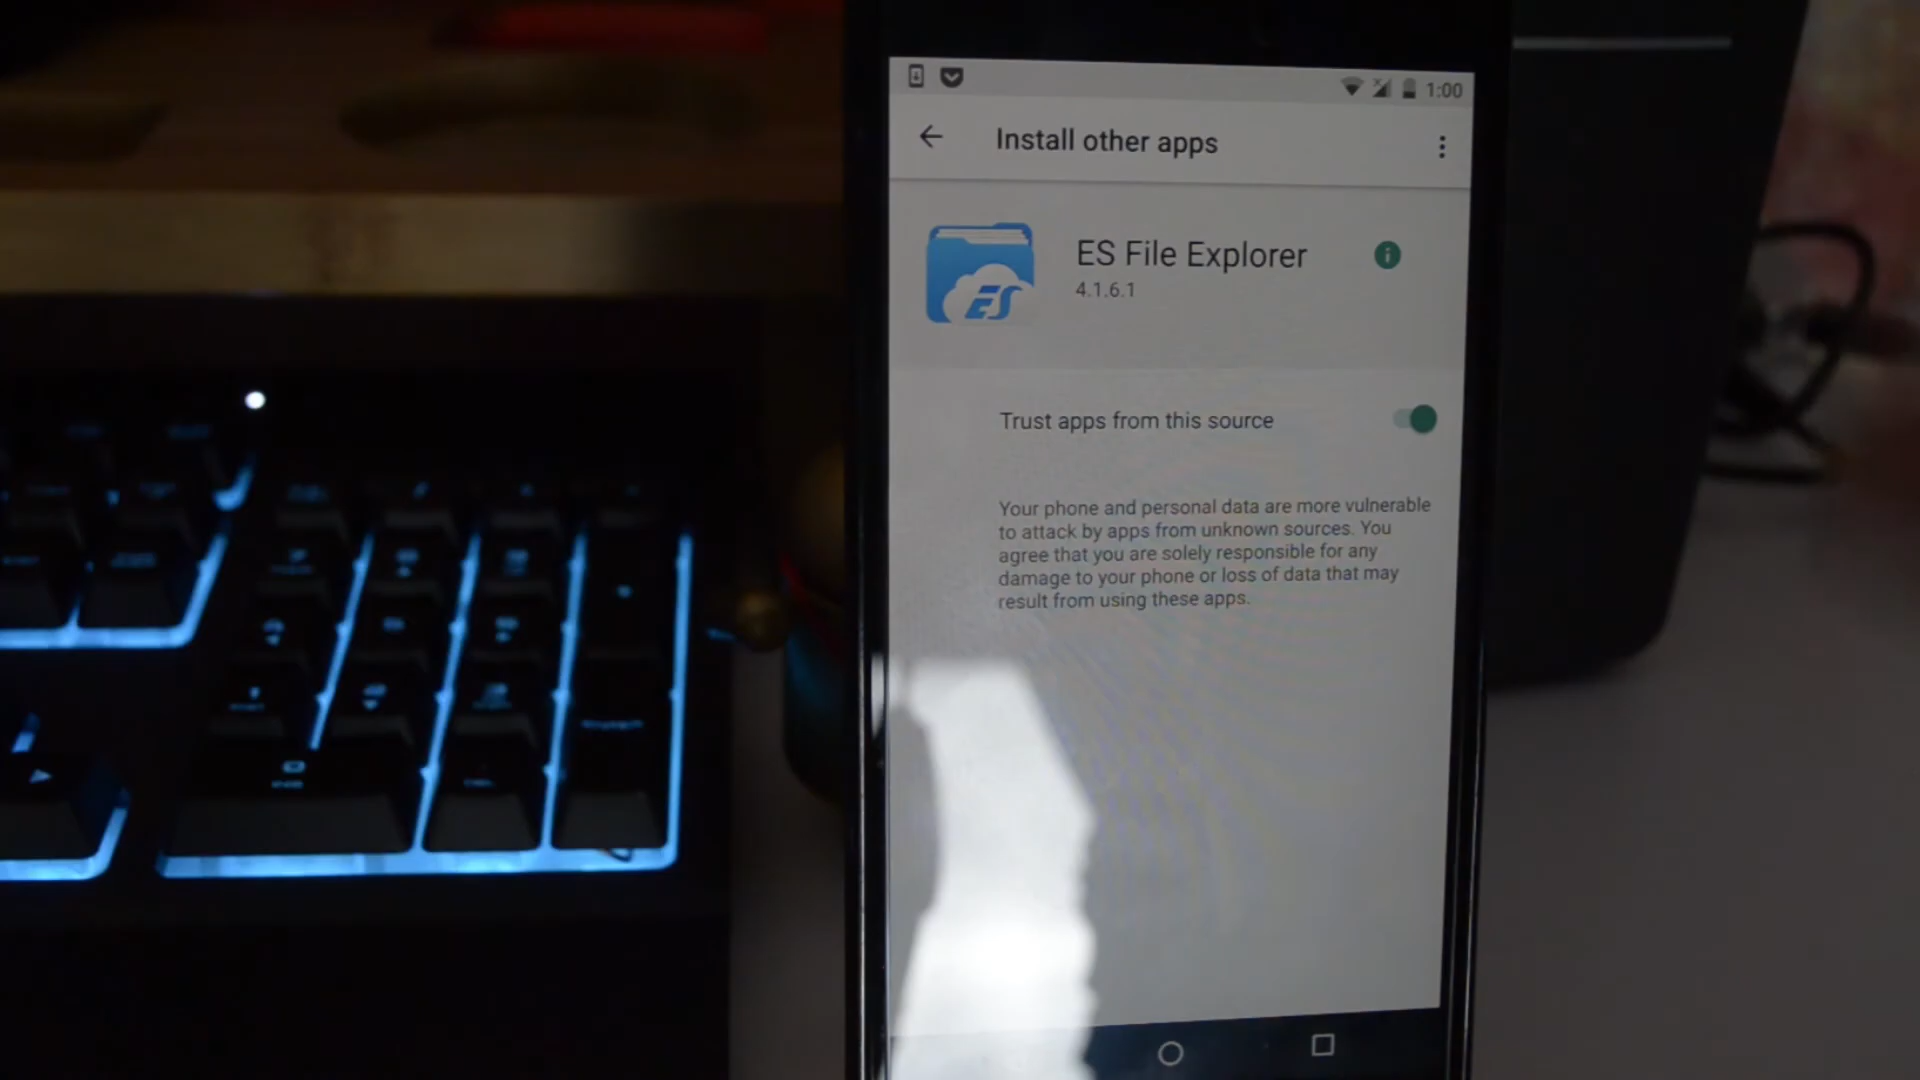 1:00
Install other apps
ES File Explorer
4.1.6.1
ES
Trust apps from this source
Your phone and personal data are more vulnerable
to attack by apps from unknown sources. You
agree that you are solely responsible for any
damage to your phone or loss of data that may
result from using these apps.